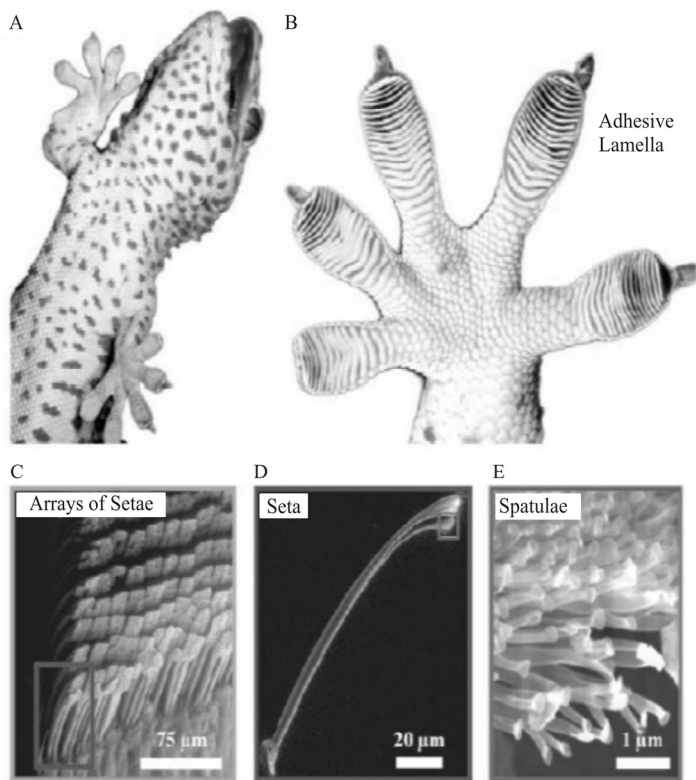 A
B
Adhesive
Lamella
C
D
E
Arrays of Setae
Seta
Spatulae
75 µm
20 µm
1 µm